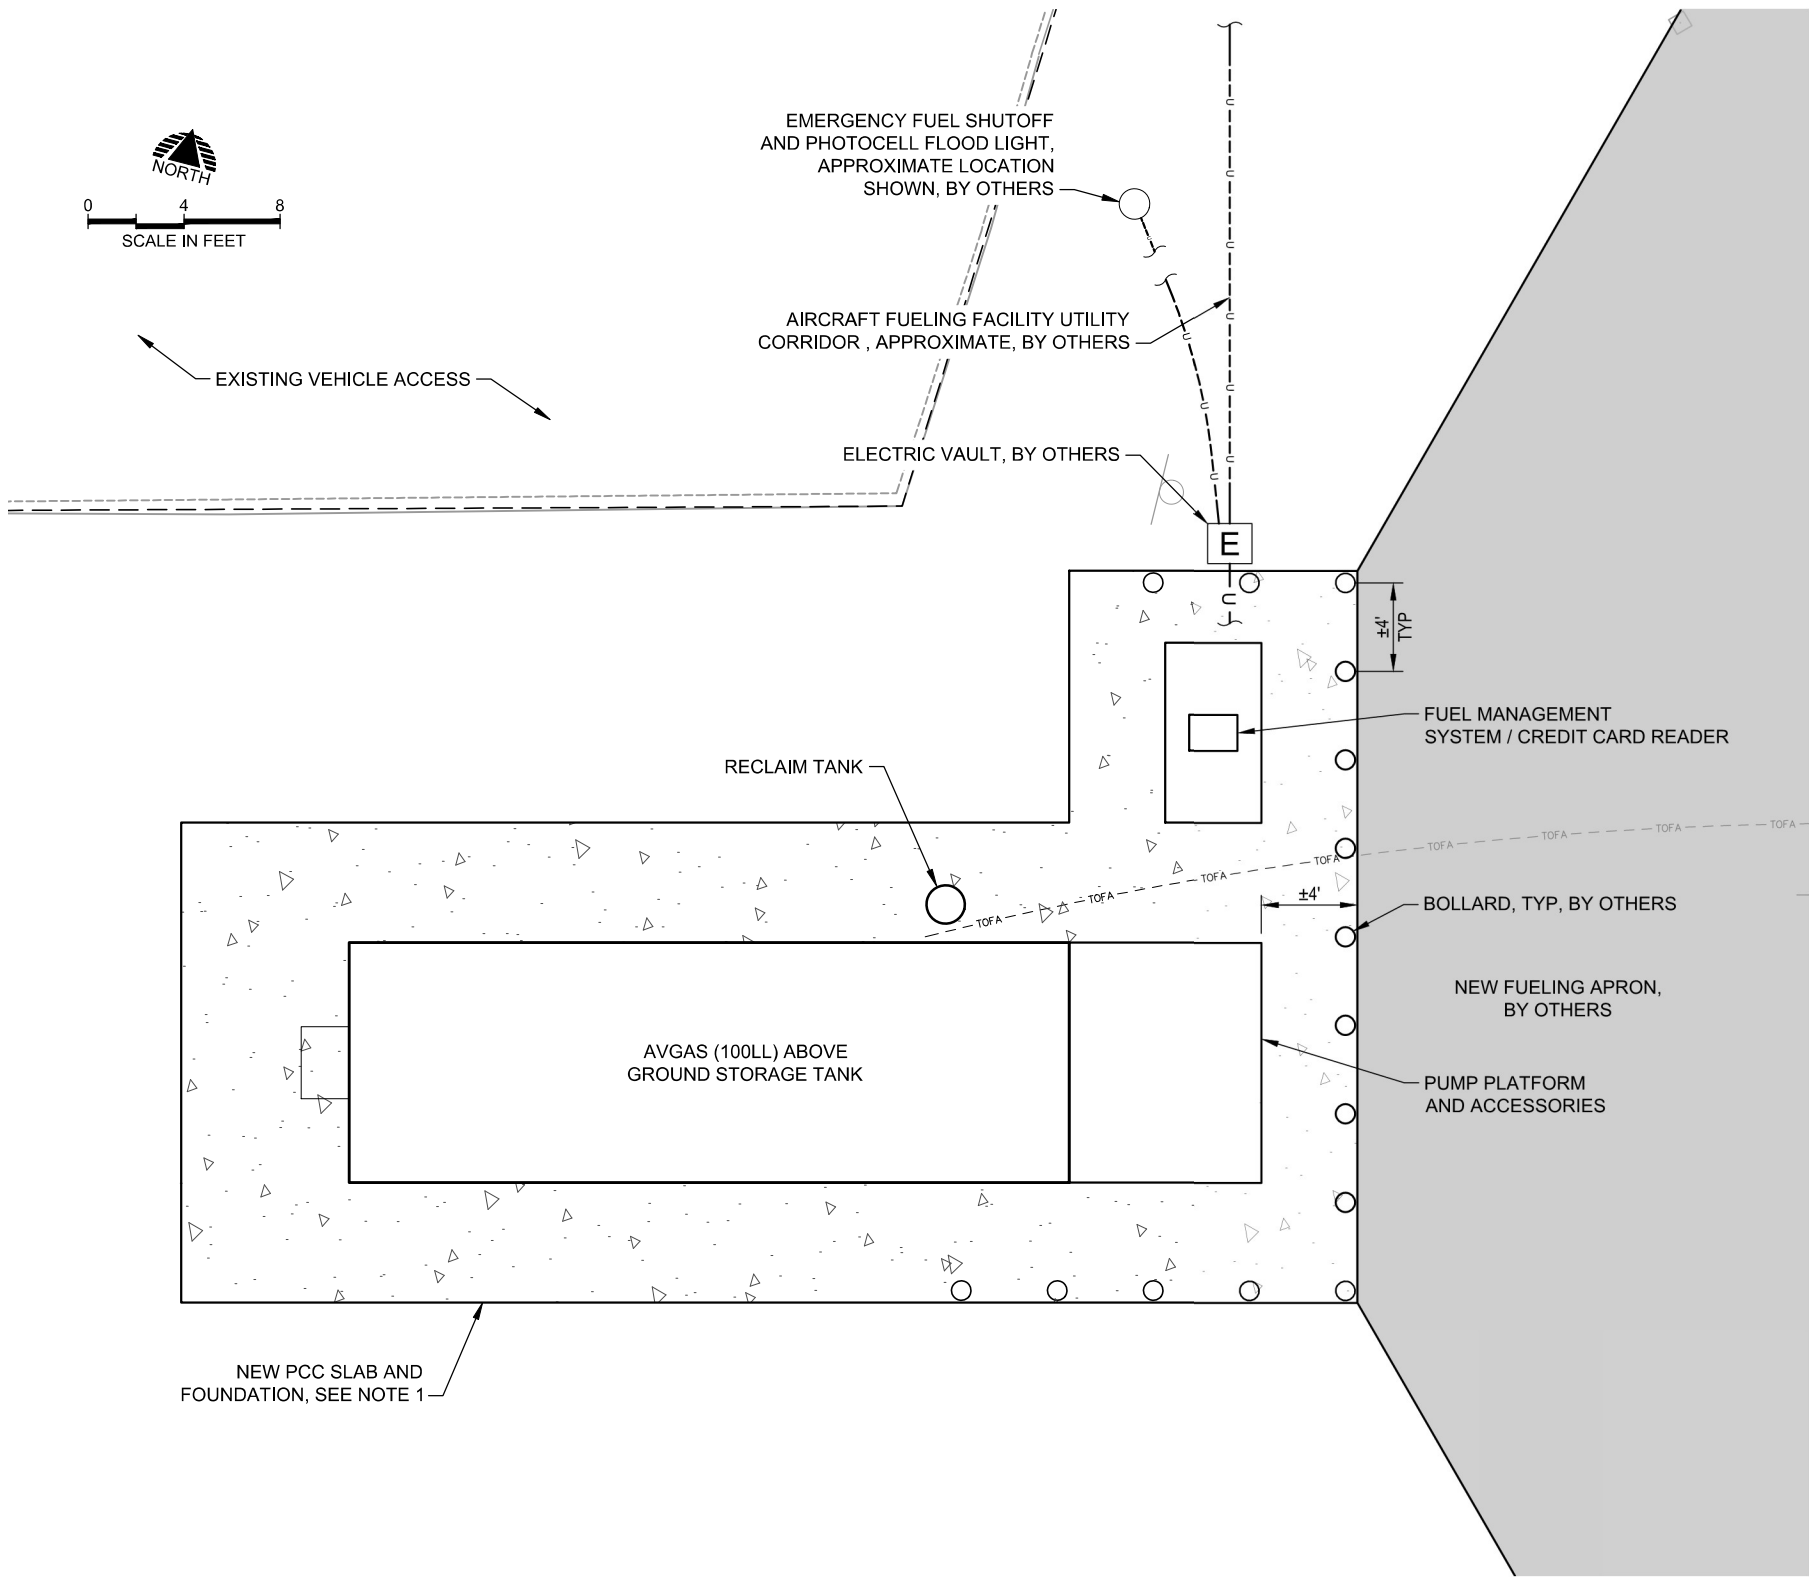 EMERGENCY FUEL SHUTOFF
AND PHOTOCELL FLOOD LIGHT,
APPROXIMATE LOCATION
SHOWN, BY OTHERS
NORTH
0 4 8
SCALE IN FEET
AIRCRAFT FUELING FACILITY UTILITY
CORRIDOR , APPROXIMATE, BY OTHERS
EXISTING VEHICLE ACCESS
ELECTRIC VAULT, BY OTHERS
E
±4'
TYP
FUEL MANAGEMENT
SYSTEM / CREDIT CARD READER
RECLAIM TANK
TOFA TOFA TOFA TOFA TOFA TOFA TOFA TOFA
±4'
BOLLARD, TYP, BY OTHERS
NEW FUELING APRON,
BY OTHERS
AVGAS (100LL) ABOVE
GROUND STORAGE TANK
PUMP PLATFORM
AND ACCESSORIES
NEW PCC SLAB AND
FOUNDATION, SEE NOTE 1